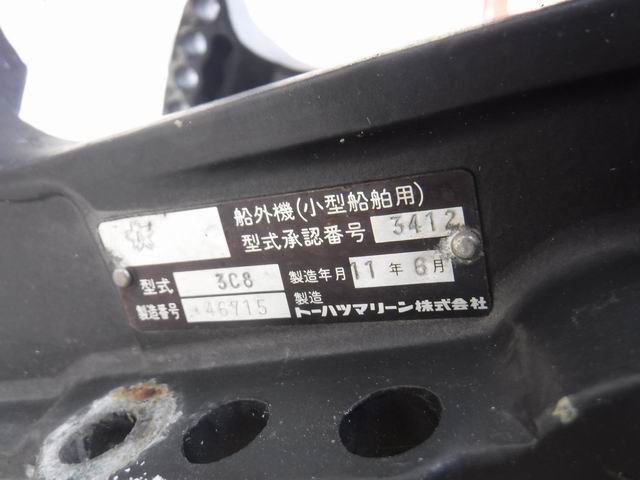 船外機(小型船舶用)
型式承認番号 3412
型式 3C8 製造年月 11年6月
製造番号 46715 製造
トーハツマリーン株式会社